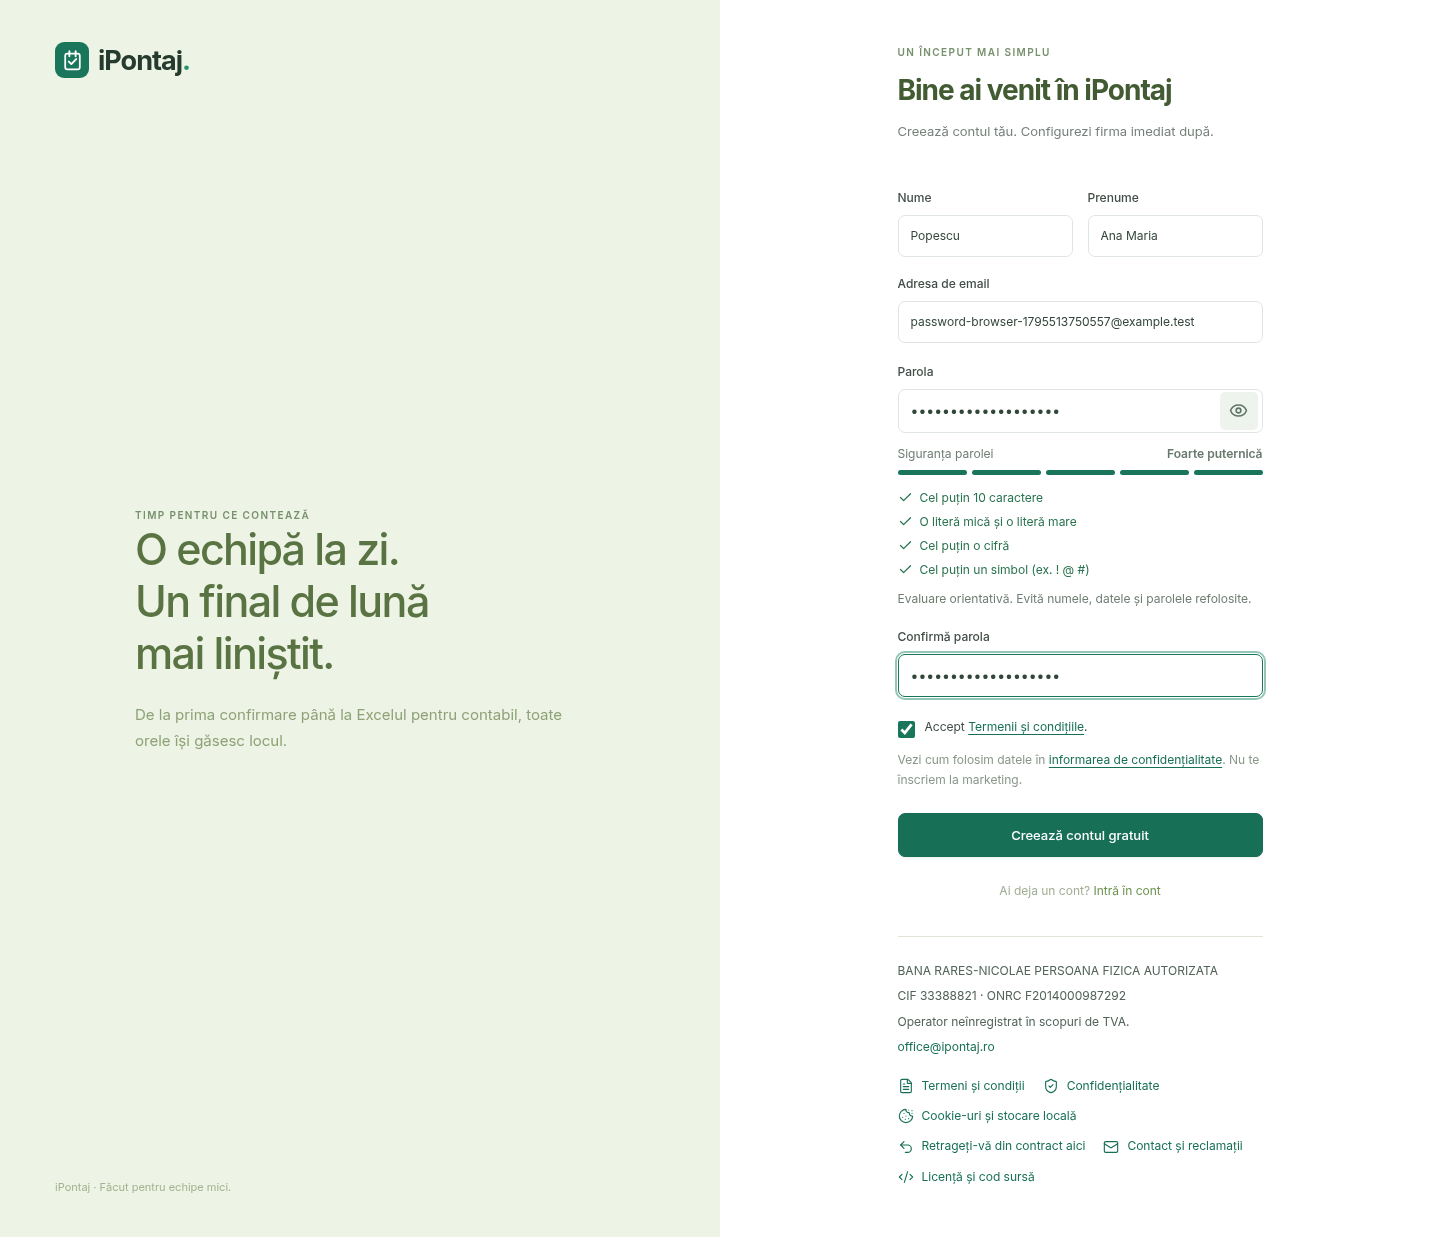 iPontaj.
TIMP PENTRU CE CONTEAZĂ
O echipă la zi.
Un final de lună
mai liniștit.
De la prima confirmare până la Excelul pentru contabil, toate
orele își găsesc locul.
iPontaj · Făcut pentru echipe mici.
UN ÎNCEPUT MAI SIMPLU
Bine ai venit în iPontaj
Creează contul tău. Configurezi firma imediat după.
Nume Prenume
Popescu Ana Maria
Adresa de email
password-browser-1795513750557@example.test
Parola
•••••••••••••••••••
Siguranța parolei Foarte puternică
Cel puțin 10 caractere
O literă mică și o literă mare
Cel puțin o cifră
Cel puțin un simbol (ex. ! @ #)
Evaluare orientativă. Evită numele, datele și parolele refolosite.
Confirmă parola
•••••••••••••••••••
Accept Termenii și condițiile.
Vezi cum folosim datele în informarea de confidențialitate. Nu te
înscriem la marketing.
Creează contul gratuit
Ai deja un cont? Intră în cont
BANA RARES-NICOLAE PERSOANA FIZICA AUTORIZATA
CIF 33388821 · ONRC F2014000987292
Operator neînregistrat în scopuri de TVA.
office@ipontaj.ro
Termeni și condiții Confidențialitate
Cookie-uri și stocare locală
Retrageți-vă din contract aici Contact și reclamații
Licență și cod sursă